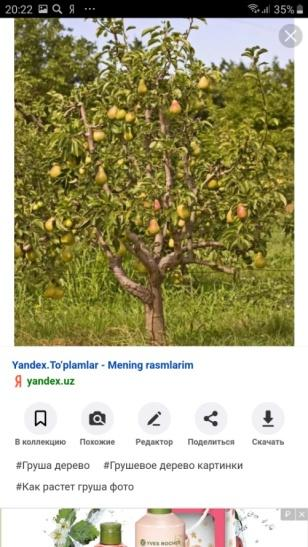 20:22 Я ··· 35%
Yandex.To'plamlar - Mening rasmlarim
Я yandex.uz
В коллекцию Похожие Редактор Поделиться Скачать
#Груша дерево #Грушевое дерево картинки
#Как растет груша фото
₽ ×
YVES ROCHER